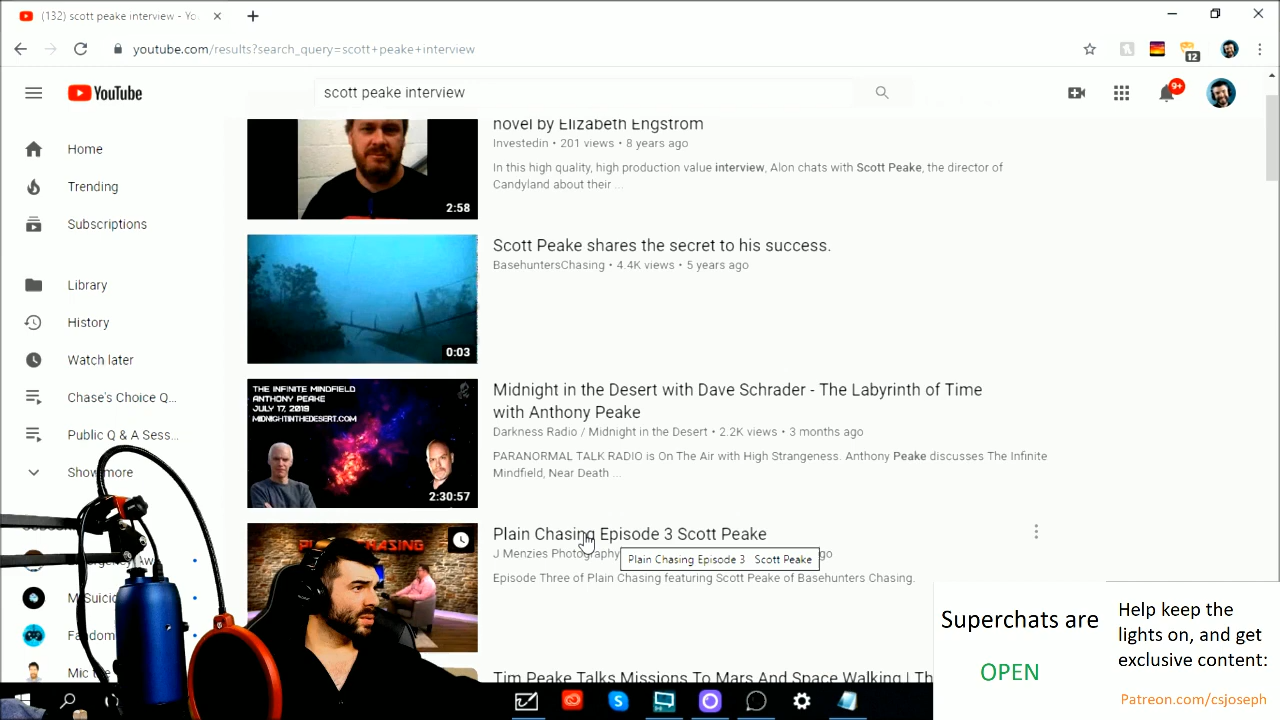 (132) scott peake interview - Yo
youtube.com/results?search_query=scott+peake+interview
12
YouTube
scott peake interview
9+
Home
Trending
Subscriptions
Library
History
Watch later
Chase's Choice Q...
Public Q & A Sess...
Show more
Fandom
Mic the
novel by Elizabeth Engstrom
Investedin • 201 views • 8 years ago
In this high quality, high production value interview, Alon chats with Scott Peake, the director of
Candyland about their ...
2:58
Scott Peake shares the secret to his success.
BasehuntersChasing • 4.4K views • 5 years ago
0:03
THE INFINITE MINDFIELD
ANTHONY PEAKE
JULY 17, 2019
MIDNIGHTINTHEDESERT.COM
2:30:57
Midnight in the Desert with Dave Schrader - The Labyrinth of Time
with Anthony Peake
Darkness Radio / Midnight in the Desert • 2.2K views • 3 months ago
PARANORMAL TALK RADIO is On The Air with High Strangeness. Anthony Peake discusses The Infinite
Mindfield, Near Death ...
Plain Chasing Episode 3 Scott Peake
J Menzies Photography
Plain Chasing Episode 3 Scott Peake
Episode Three of Plain Chasing featuring Scott Peake of Basehunters Chasing.
Tim Peake Talks Missions To Mars And Space Walking
Superchats are
OPEN
Help keep the
lights on, and get
exclusive content:
Patreon.com/csjoseph